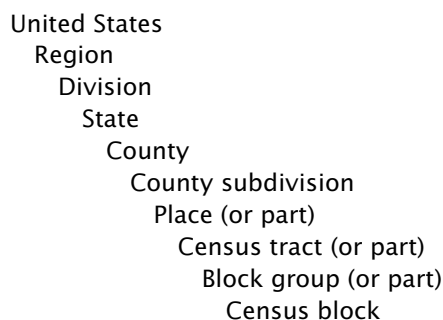 United States
Region
Division
State
County
County subdivision
Place (or part)
Census tract (or part)
Block group (or part)
Census block